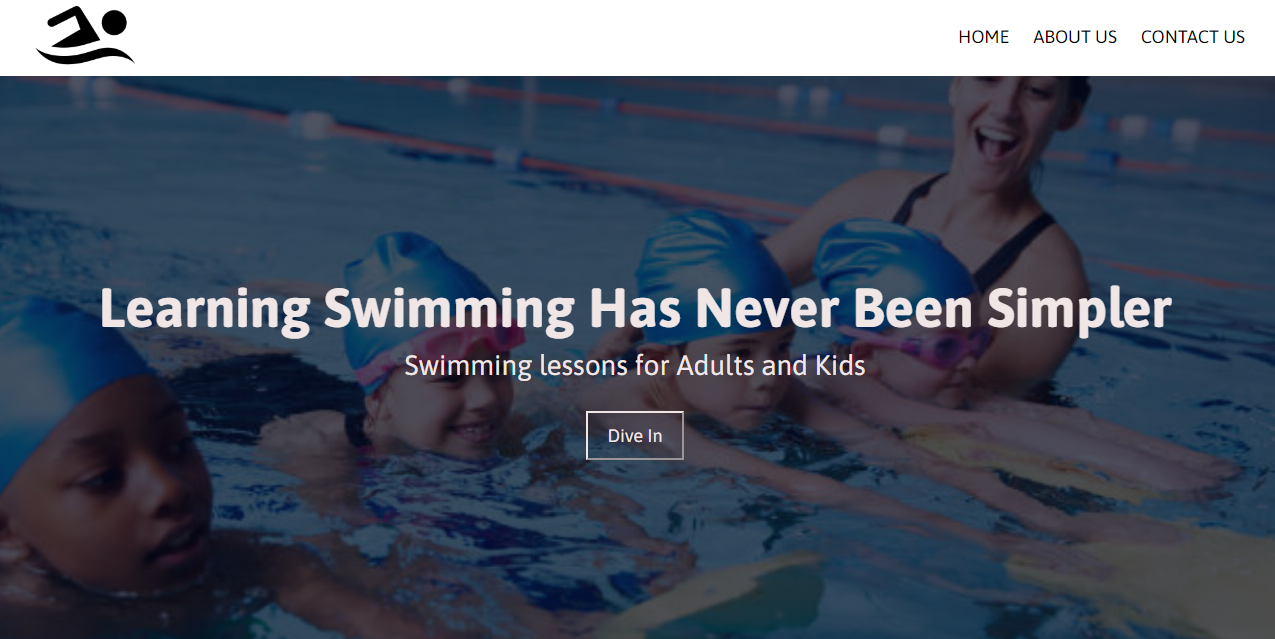 HOME ABOUT US CONTACT US
Learning Swimming Has Never Been Simpler
Swimming lessons for Adults and Kids
Dive In